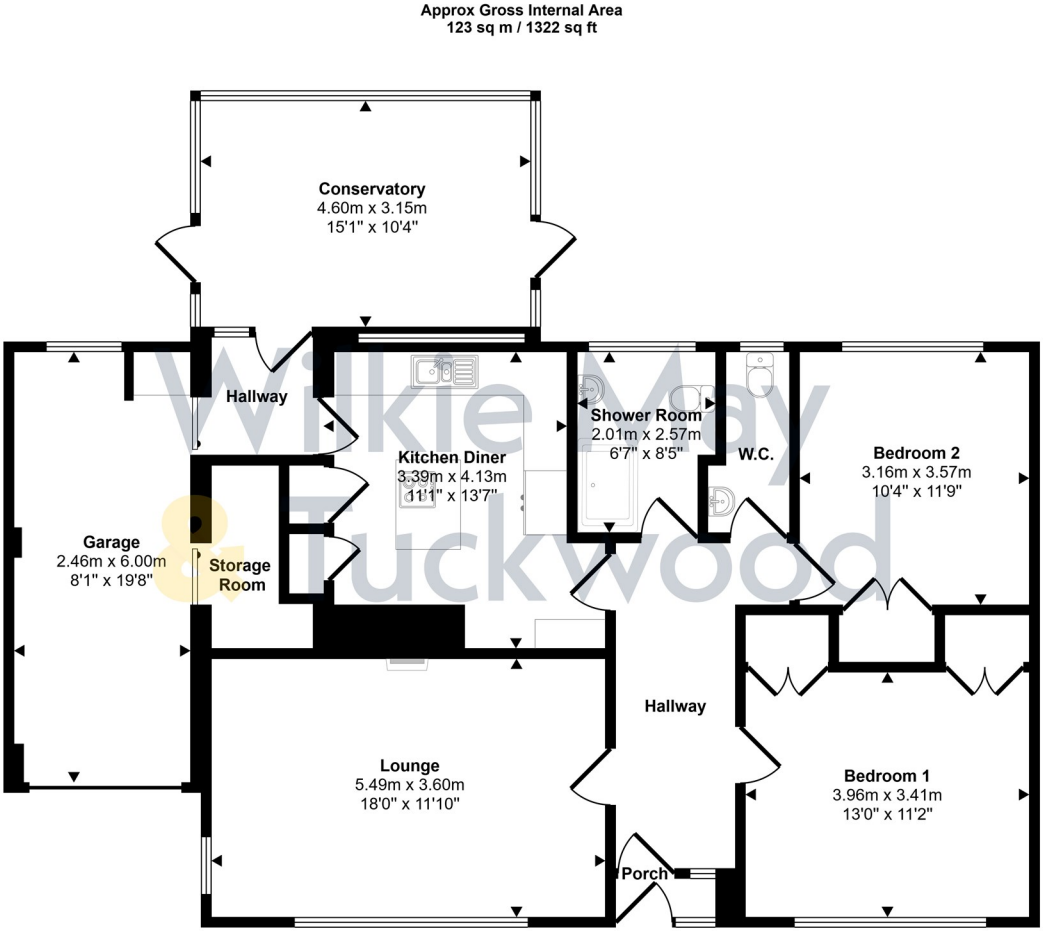 Approx Gross Internal Area
123 sq m / 1322 sq ft
Conservatory
4.60m x 3.15m
15'1" x 10'4"
Hallway
Kitchen Diner
3.39m x 4.13m
11'1" x 13'7"
Shower Room
2.01m x 2.57m
6'7" x 8'5"
W.C.
Bedroom 2
3.16m x 3.57m
10'4" x 11'9"
Garage
2.46m x 6.00m
8'1" x 19'8"
Storage
Room
Lounge
5.49m x 3.60m
18'0" x 11'10"
Hallway
Bedroom 1
3.96m x 3.41m
13'0" x 11'2"
Porch
Wilkie May
& Tuckwood